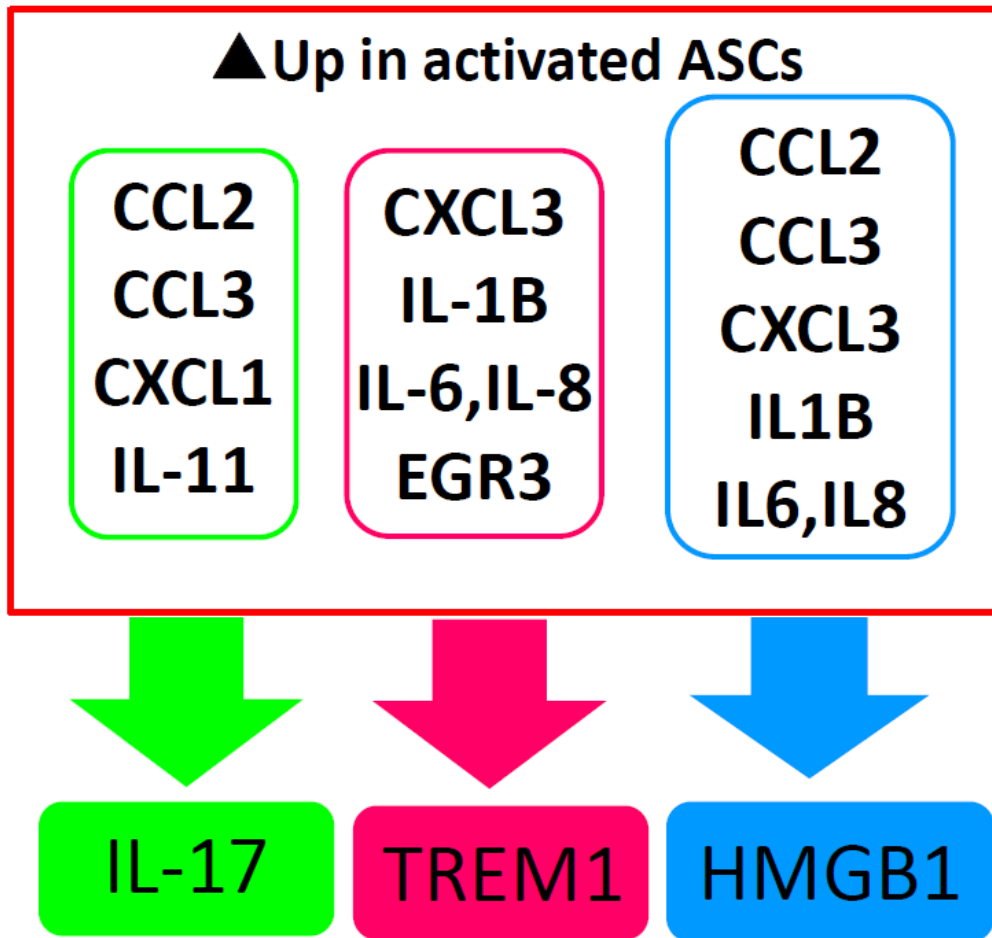 ▲Up in activated ASCs
CCL2
CCL3
CXCL1
IL-11
CXCL3
IL-1B
IL-6,IL-8
EGR3
CCL2
CCL3
CXCL3
IL1B
IL6,IL8
IL-17
TREM1
HMGB1